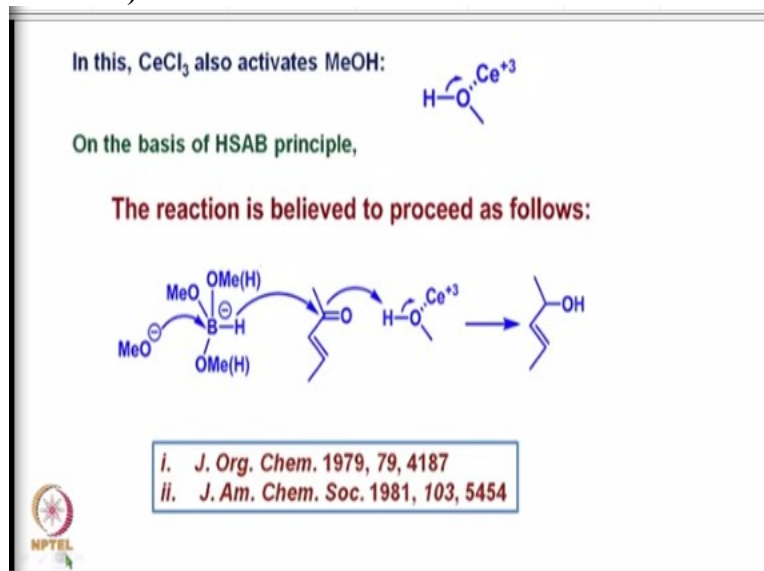 In this, CeCl₃ also activates MeOH:
H–O Ce⁺³
On the basis of HSAB principle,
The reaction is believed to proceed as follows:
MeO⊖ MeO OMe(H) B⊖–H OMe(H) =O H–O Ce⁺³ –OH
i. J. Org. Chem. 1979, 79, 4187
ii. J. Am. Chem. Soc. 1981, 103, 5454
NPTEL